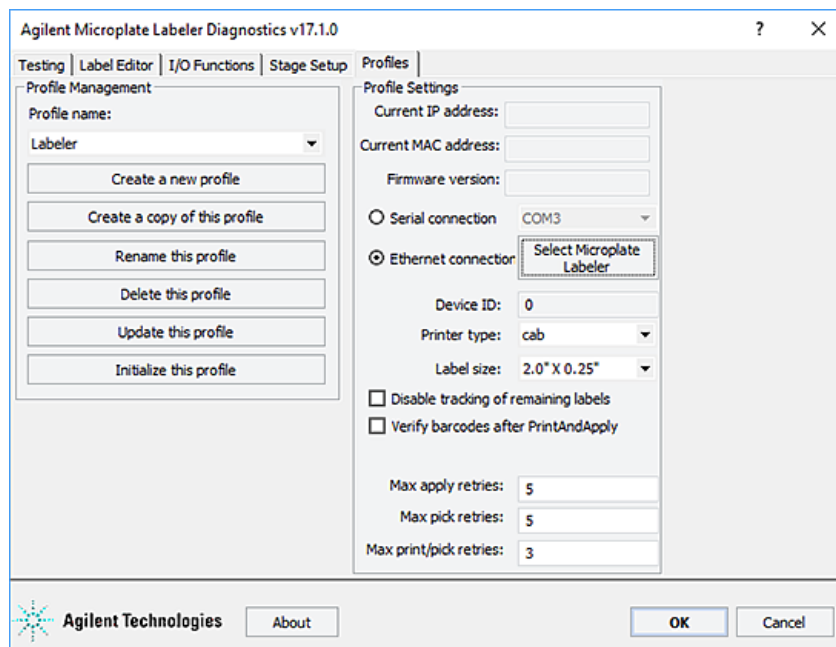 Agilent Microplate Labeler Diagnostics v17.1.0
Testing
Label Editor
I/O Functions
Stage Setup
Profiles
Profile Management
Profile name:
Labeler
Create a new profile
Create a copy of this profile
Rename this profile
Delete this profile
Update this profile
Initialize this profile
Profile Settings
Current IP address:
Current MAC address:
Firmware version:
Serial connection
COM3
Ethernet connection
Select Microplate
Labeler
Device ID:
0
Printer type:
cab
Label size:
2.0" X 0.25"
Disable tracking of remaining labels
Verify barcodes after PrintAndApply
Max apply retries:
5
Max pick retries:
5
Max print/pick retries:
3
Agilent Technologies
About
OK
Cancel